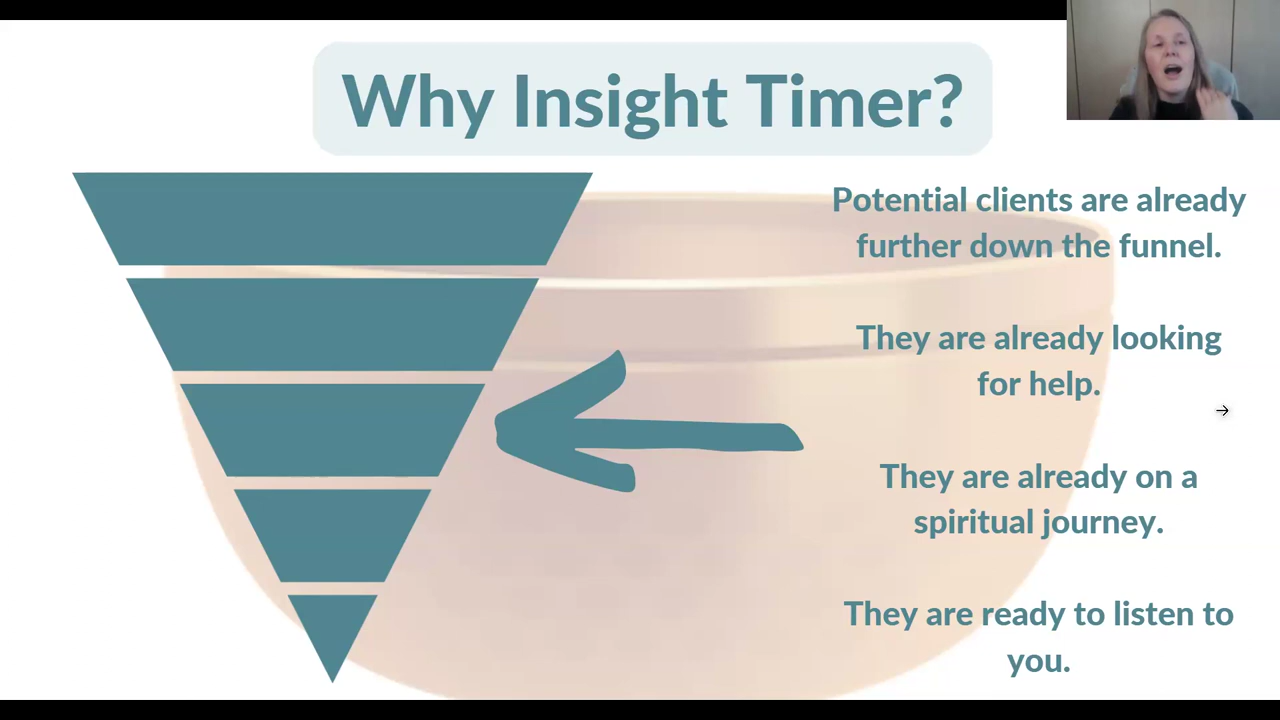 Why Insight Timer?
Potential clients are already
further down the funnel.
They are already looking
for help.
They are already on a
spiritual journey.
They are ready to listen to
you.